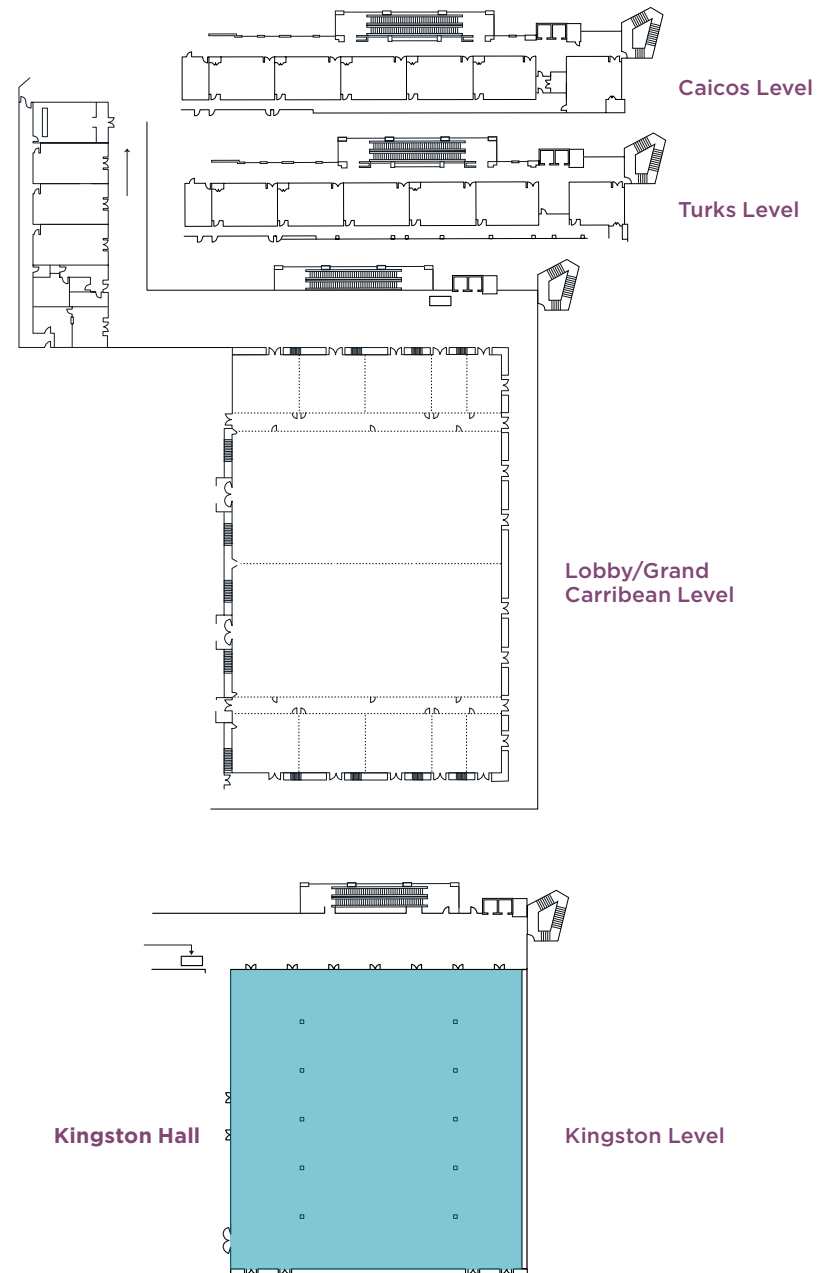 Caicos Level
Turks Level
Lobby/Grand
Carribean Level
Kingston Hall
Kingston Level